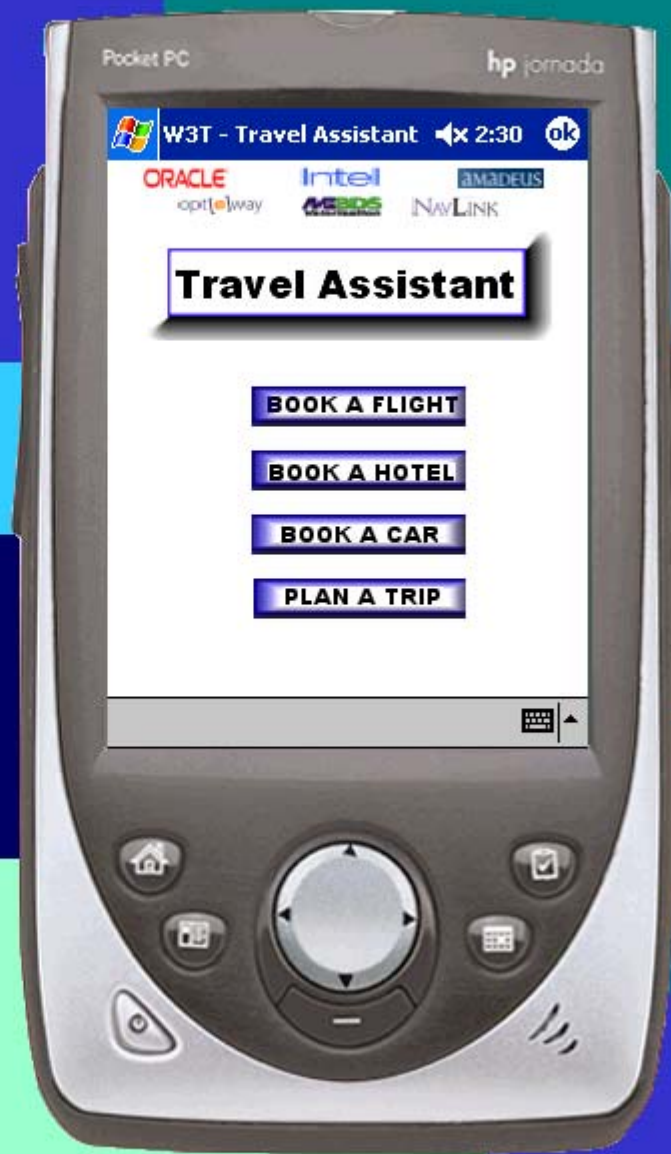 Pocket PC hp jornada
W3T - Travel Assistant 2:30 ok
ORACLE intel AMADEUS
opt[e]way NAVLINK
Travel Assistant
BOOK A FLIGHT
BOOK A HOTEL
BOOK A CAR
PLAN A TRIP